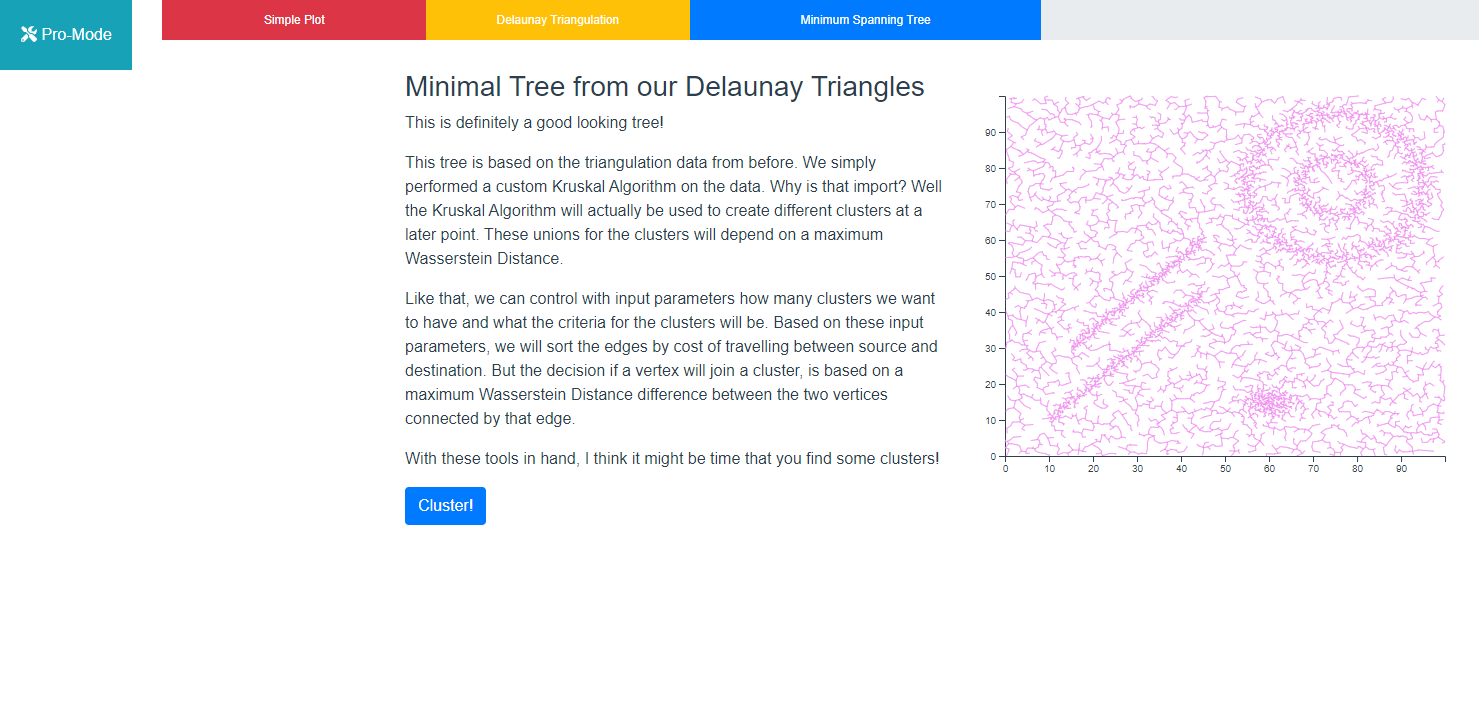 Pro-Mode
Simple Plot
Delaunay Triangulation
Minimum Spanning Tree
Minimal Tree from our Delaunay Triangles
This is definitely a good looking tree!
This tree is based on the triangulation data from before. We simply
performed a custom Kruskal Algorithm on the data. Why is that import? Well
the Kruskal Algorithm will actually be used to create different clusters at a
later point. These unions for the clusters will depend on a maximum
Wasserstein Distance.
Like that, we can control with input parameters how many clusters we want
to have and what the criteria for the clusters will be. Based on these input
parameters, we will sort the edges by cost of travelling between source and
destination. But the decision if a vertex will join a cluster, is based on a
maximum Wasserstein Distance difference between the two vertices
connected by that edge.
With these tools in hand, I think it might be time that you find some clusters!
Cluster!
90
80
70
60
50
40
30
20
10
0
0 10 20 30 40 50 60 70 80 90